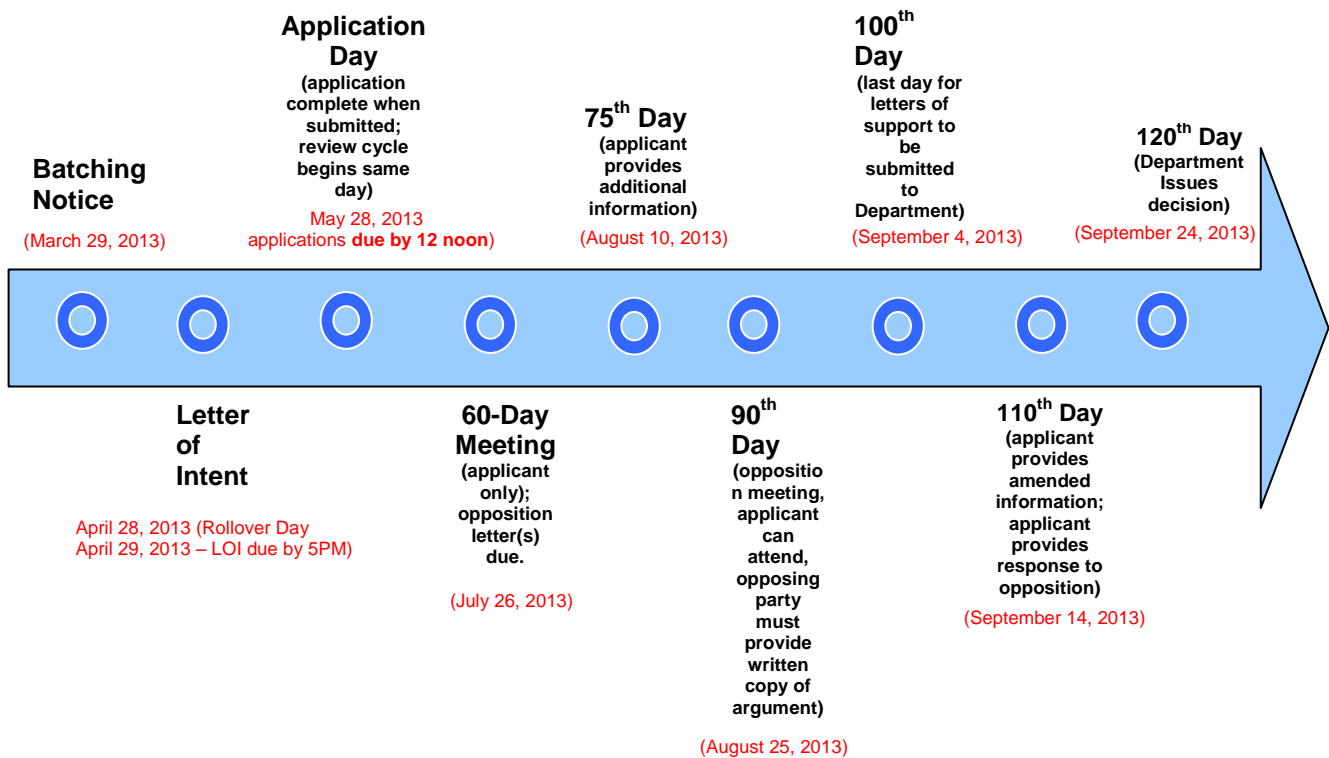 Batching
Notice
(March 29, 2013)
Letter
of
Intent
April 28, 2013 (Rollover Day
April 29, 2013 – LOI due by 5PM)
Application
Day
(application
complete when
submitted;
review cycle
begins same
day)
May 28, 2013
applications due by 12 noon)
60-Day
Meeting
(applicant
only);
opposition
letter(s)
due.
(July 26, 2013)
75th Day
(applicant
provides
additional
information)
(August 10, 2013)
90th
Day
(oppositio
n meeting,
applicant
can
attend,
opposing
party
must
provide
written
copy of
argument)
(August 25, 2013)
100th
Day
(last day for
letters of
support to
be
submitted
to
Department)
(September 4, 2013)
110th Day
(applicant
provides
amended
information;
applicant
provides
response to
opposition)
(September 14, 2013)
120th Day
(Department
Issues
decision)
(September 24, 2013)